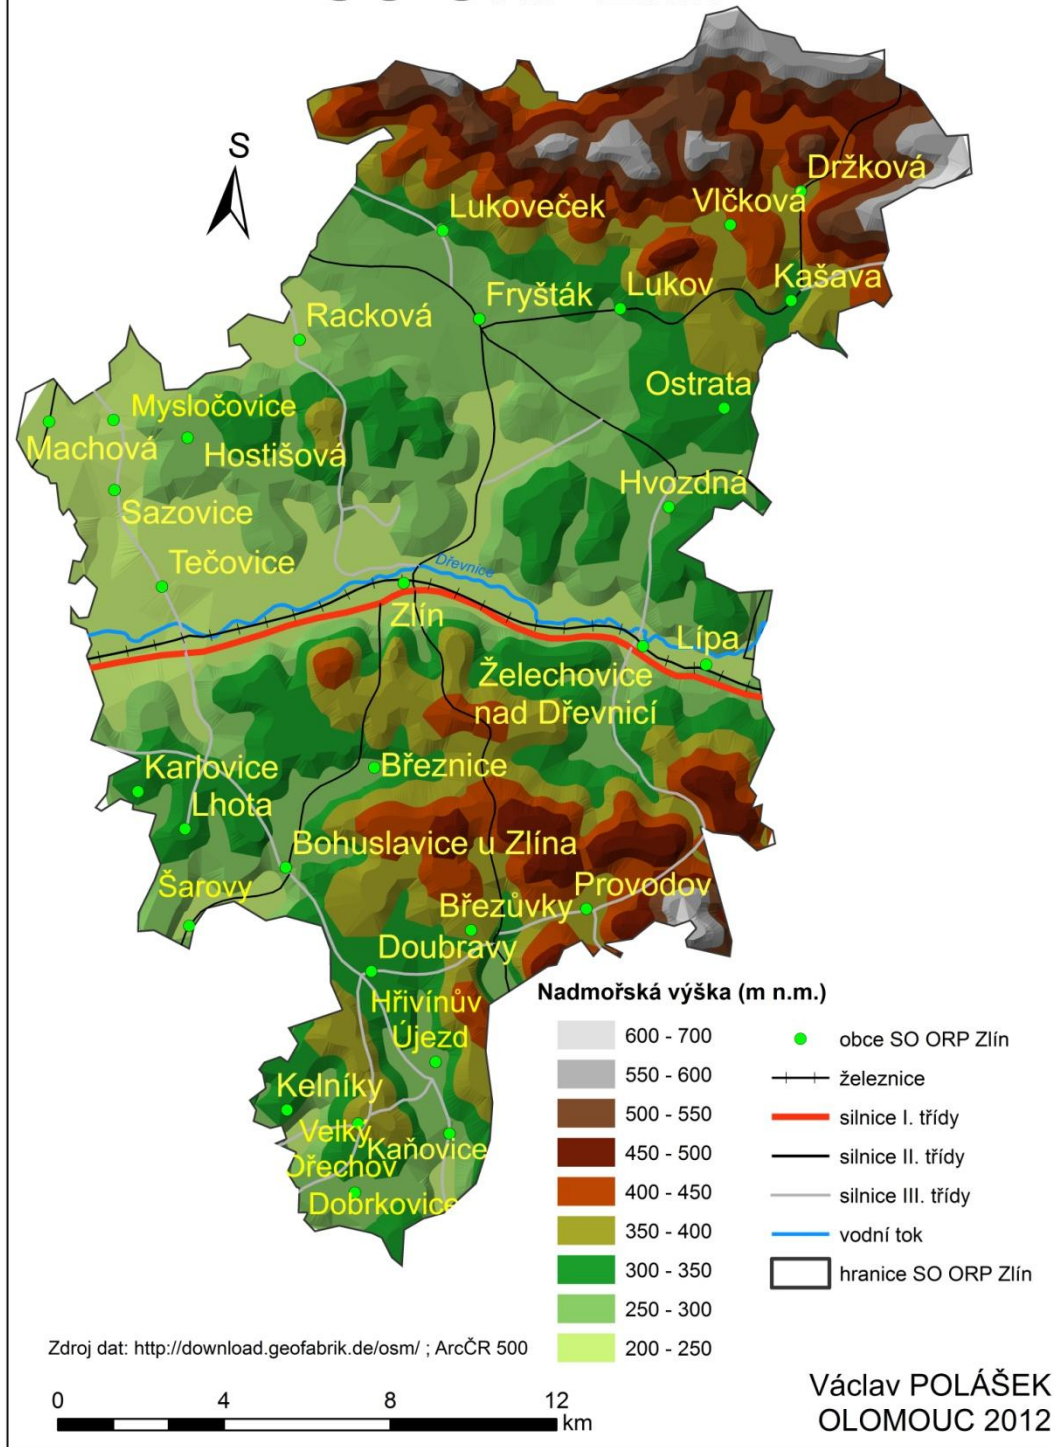 S
Držková
Vlčková
Lukoveček
Kašava
Lukov
Fryšták
Racková
Ostrata
Mysločovice
Machová
Hostišová
Hvozdná
Sazovice
Tečovice
Dřevnice
Zlín
Lípa
Želechovice
nad Dřevnicí
Karlovice
Březnice
Lhota
Bohuslavice u Zlína
Šarovy
Provodov
Březůvky
Doubravy
Hřivínův
Újezd
Kelníky
Velký
Ořechov
Kaňovice
Dobrkovice
Nadmořská výška (m n.m.)
600 - 700
550 - 600
500 - 550
450 - 500
400 - 450
350 - 400
300 - 350
250 - 300
200 - 250
obce SO ORP Zlín
železnice
silnice I. třídy
silnice II. třídy
silnice III. třídy
vodní tok
hranice SO ORP Zlín
Zdroj dat: http://download.geofabrik.de/osm/ ; ArcČR 500
0 4 8 12
km
Václav POLÁŠEK
OLOMOUC 2012